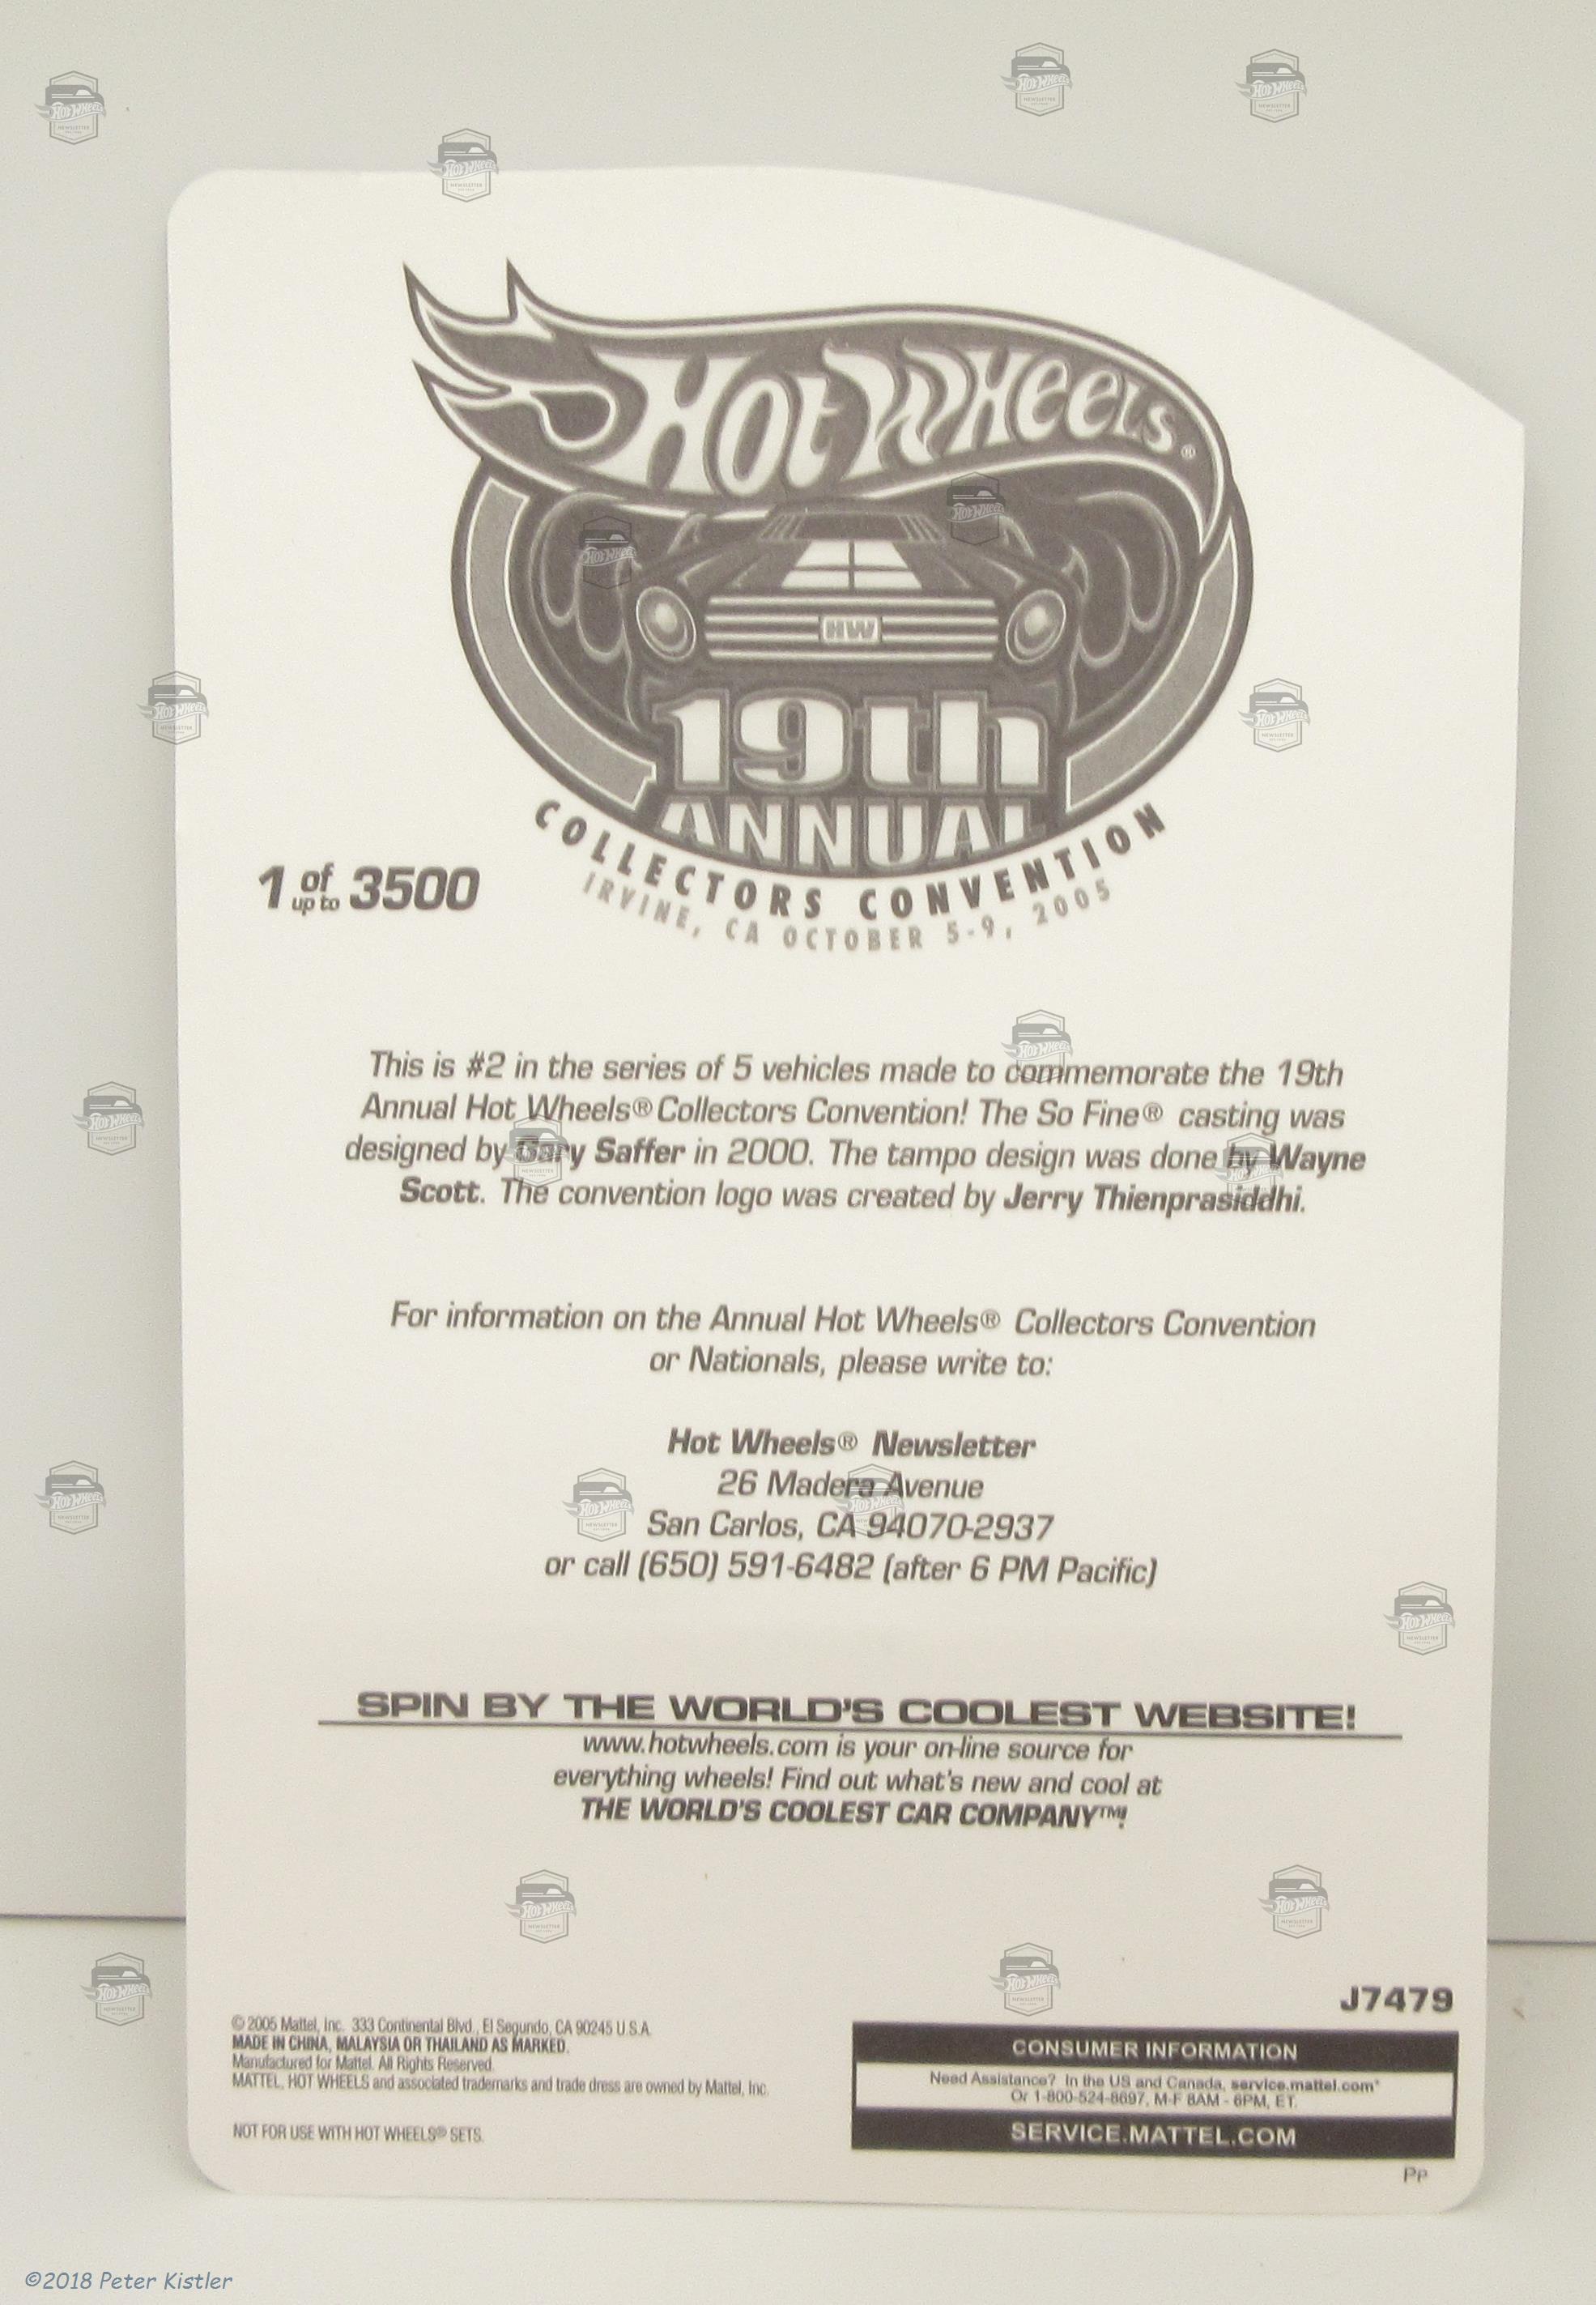 Hot Wheels®
HW
19th
ANNUAL
COLLECTORS CONVENTION
IRVINE, CA OCTOBER 5-9, 2005
1 of up to 3500
This is #2 in the series of 5 vehicles made to commemorate the 19th
Annual Hot Wheels® Collectors Convention! The So Fine® casting was
designed by Gary Saffer in 2000. The tampo design was done by Wayne
Scott. The convention logo was created by Jerry Thienprasiddhi.
For information on the Annual Hot Wheels® Collectors Convention
or Nationals, please write to:
Hot Wheels® Newsletter
26 Madera Avenue
San Carlos, CA 94070-2937
or call (650) 591-6482 (after 6 PM Pacific)
SPIN BY THE WORLD'S COOLEST WEBSITE!
www.hotwheels.com is your on-line source for
everything wheels! Find out what's new and cool at
THE WORLD'S COOLEST CAR COMPANY™!
J7479
© 2005 Mattel, Inc. 333 Continental Blvd., El Segundo, CA 90245 U.S.A.
MADE IN CHINA, MALAYSIA OR THAILAND AS MARKED.
Manufactured for Mattel. All Rights Reserved.
MATTEL, HOT WHEELS and associated trademarks and trade dress are owned by Mattel, Inc.
NOT FOR USE WITH HOT WHEELS® SETS.
CONSUMER INFORMATION
Need Assistance? In the US and Canada, service.mattel.com*
Or 1-800-524-8697, M-F 8AM - 6PM, ET.
SERVICE.MATTEL.COM
Pp
©2018 Peter Kistler